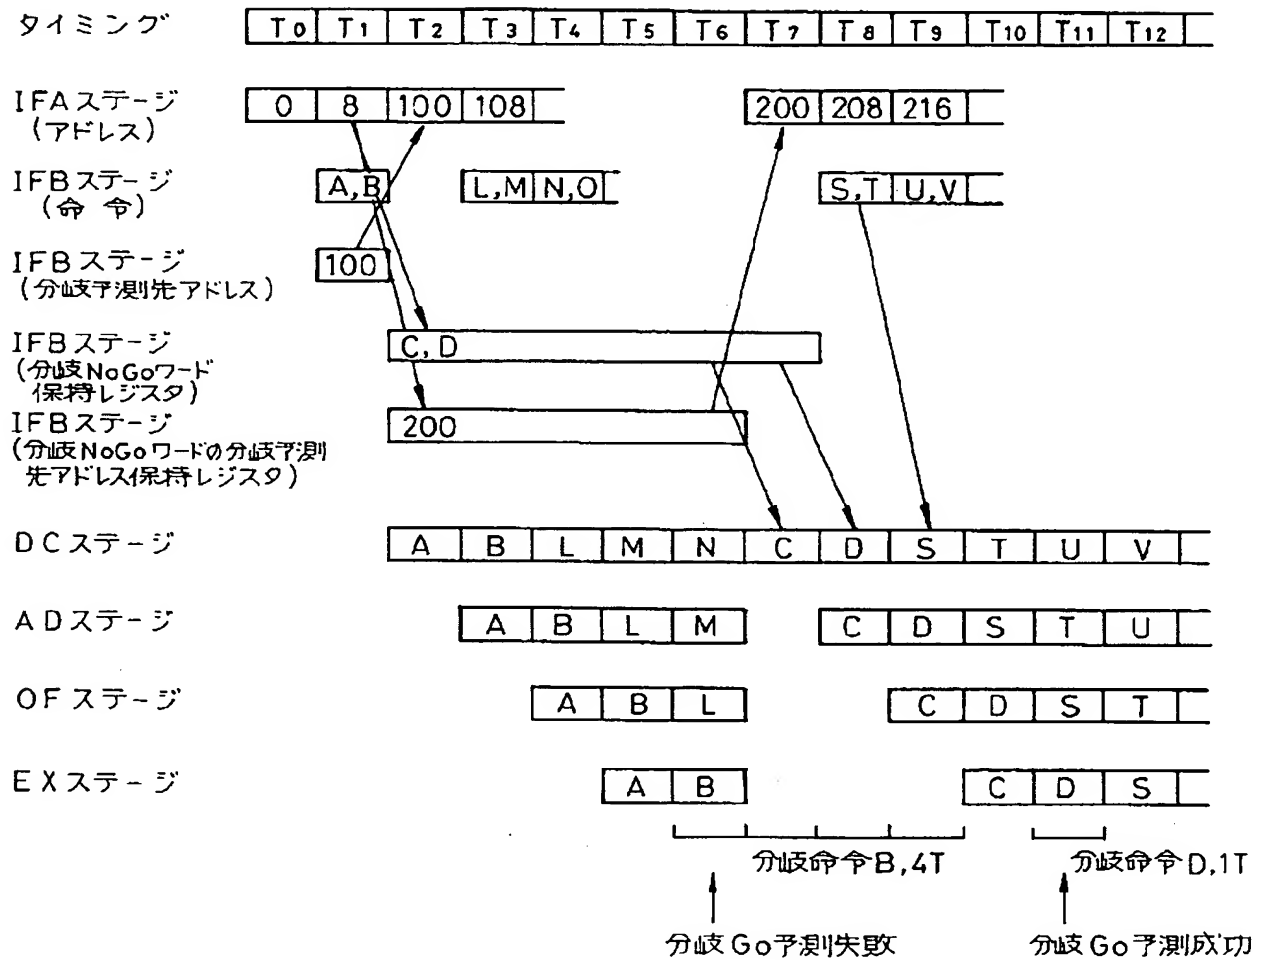 タイミング T0 T1 T2 T3 T4 T5 T6 T7 T8 T9 T10 T11 T12
IFAステージ 0 8 100 108 200 208 216
(アドレス)
IFBステージ A,B L,M N,O S,T U,V
(命令)
IFBステージ 100
(分岐予測先アドレス)
IFBステージ C,D
(分岐NoGoワード
保持レジスタ)
IFBステージ 200
(分岐NoGoワードの分岐予測
先アドレス保持レジスタ)
DCステージ A B L M N C D S T U V
ADステージ A B L M C D S T U
OFステージ A B L C D S T
EXステージ A B C D S
分岐命令B,4T 分岐命令D,1T
分岐Go予測失敗 分岐Go予測成功